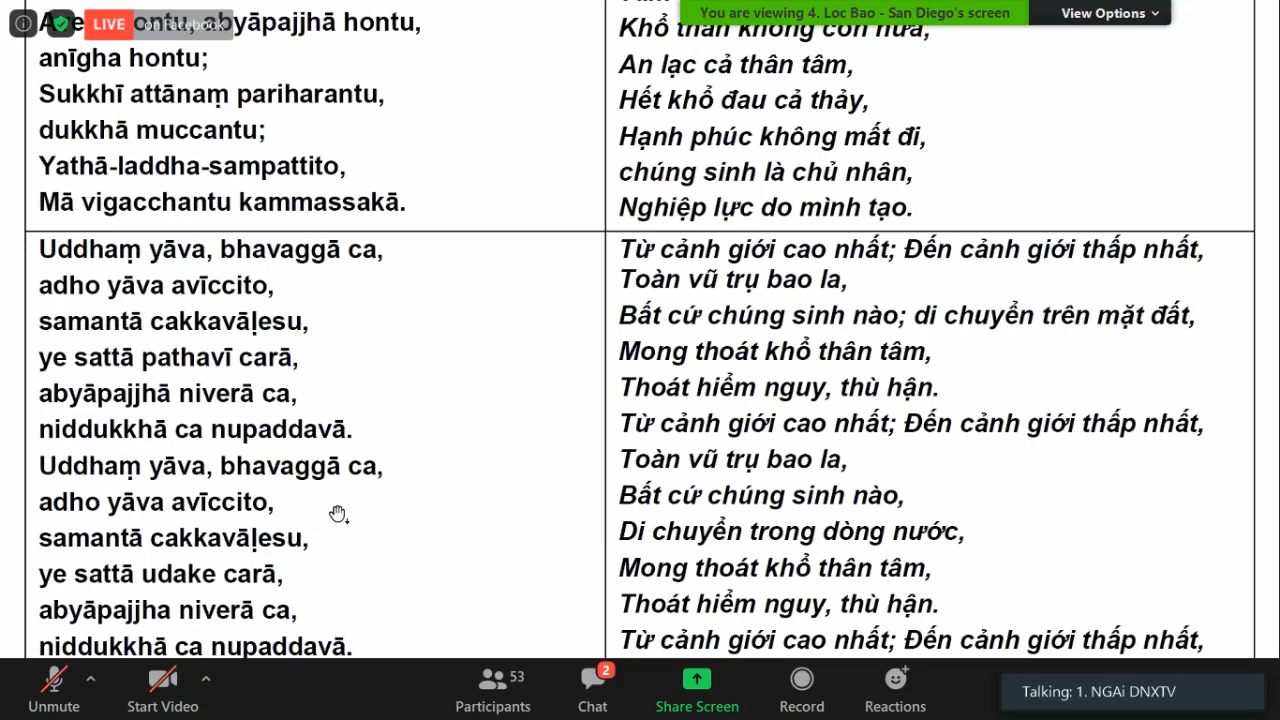 LIVE on Facebook
You are viewing 4. Loc Bao - San Diego's screen
View Options
hontu, abyāpajjhā hontu,
anīgha hontu;
Sukkhī attānaṃ pariharantu,
dukkhā muccantu;
Yathā-laddha-sampattito,
Mā vigacchantu kammassakā.
Khổ thân không còn nữa,
An lạc cả thân tâm,
Hết khổ đau cả thảy,
Hạnh phúc không mất đi,
chúng sinh là chủ nhân,
Nghiệp lực do mình tạo.
Uddhaṃ yāva, bhavaggā ca,
adho yāva avīccito,
samantā cakkavāḷesu,
ye sattā pathavī carā,
abyāpajjhā niverā ca,
niddukkhā ca nupaddavā.
Uddhaṃ yāva, bhavaggā ca,
adho yāva avīccito,
samantā cakkavāḷesu,
ye sattā udake carā,
abyāpajjha niverā ca,
niddukkhā ca nupaddavā.
Từ cảnh giới cao nhất; Đến cảnh giới thấp nhất,
Toàn vũ trụ bao la,
Bất cứ chúng sinh nào; di chuyển trên mặt đất,
Mong thoát khổ thân tâm,
Thoát hiểm nguy, thù hận.
Từ cảnh giới cao nhất; Đến cảnh giới thấp nhất,
Toàn vũ trụ bao la,
Bất cứ chúng sinh nào,
Di chuyển trong dòng nước,
Mong thoát khổ thân tâm,
Thoát hiểm nguy, thù hận.
Từ cảnh giới cao nhất; Đến cảnh giới thấp nhất,
Unmute
Start Video
53
Participants
2
Chat
Share Screen
Record
Reactions
Talking: 1. NGAi DNXTV